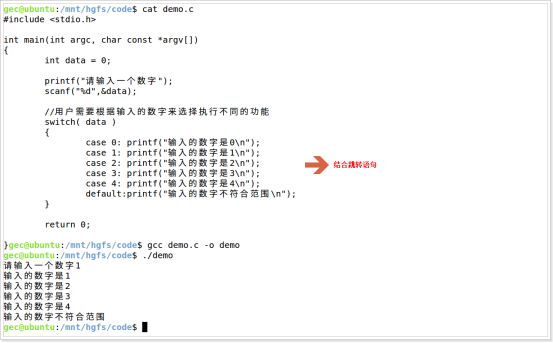 gec@ubuntu:/mnt/hgfs/code$ cat demo.c
#include <stdio.h>
int main(int argc, char const *argv[])
{
int data = 0;
printf("请输入一个数字");
scanf("%d",&data);
//用户需要根据输入的数字来选择执行不同的功能
switch( data )
{
case 0: printf("输入的数字是0\n");
case 1: printf("输入的数字是1\n");
case 2: printf("输入的数字是2\n");
case 3: printf("输入的数字是3\n");
case 4: printf("输入的数字是4\n");
default:printf("输入的数字不符合范围\n");
结合跳转语句
}
return 0;
}gec@ubuntu:/mnt/hgfs/code$ gcc demo.c -o demo
gec@ubuntu:/mnt/hgfs/code$ ./demo
请输入一个数字1
输入的数字是1
输入的数字是2
输入的数字是3
输入的数字是4
输入的数字不符合范围
gec@ubuntu:/mnt/hgfs/code$